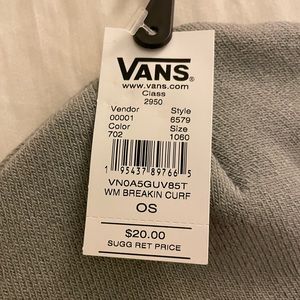 VANS
www.vans.com
Class
2950
Vendor Style
00001 6579
Color Size
702 1060
1 95437 89766 5
VN0A5GUV85T
WM BREAKIN CURF
OS
$20.00
SUGG RET PRICE